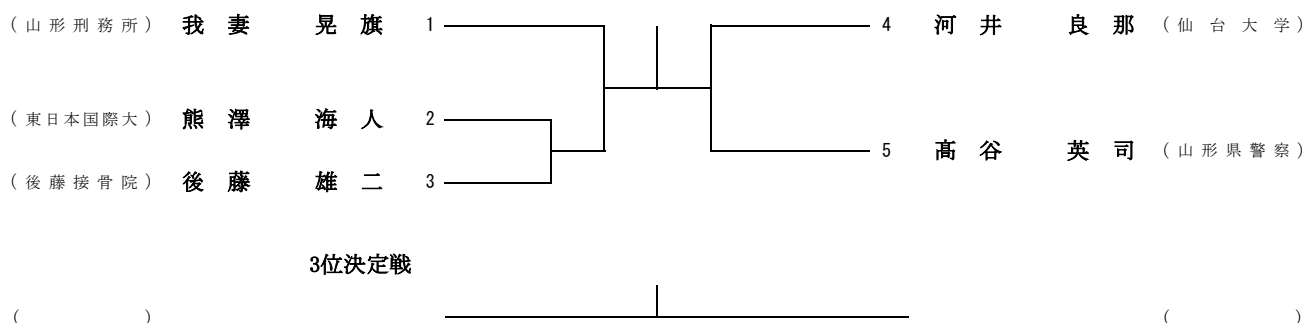 (山形刑務所) 我妻 晃旗 1
4 河井 良那 (仙台大学)
(東日本国際大) 熊澤 海人 2
5 髙谷 英司 (山形県警察)
(後藤接骨院) 後藤 雄二 3
3位決定戦
( )
( )